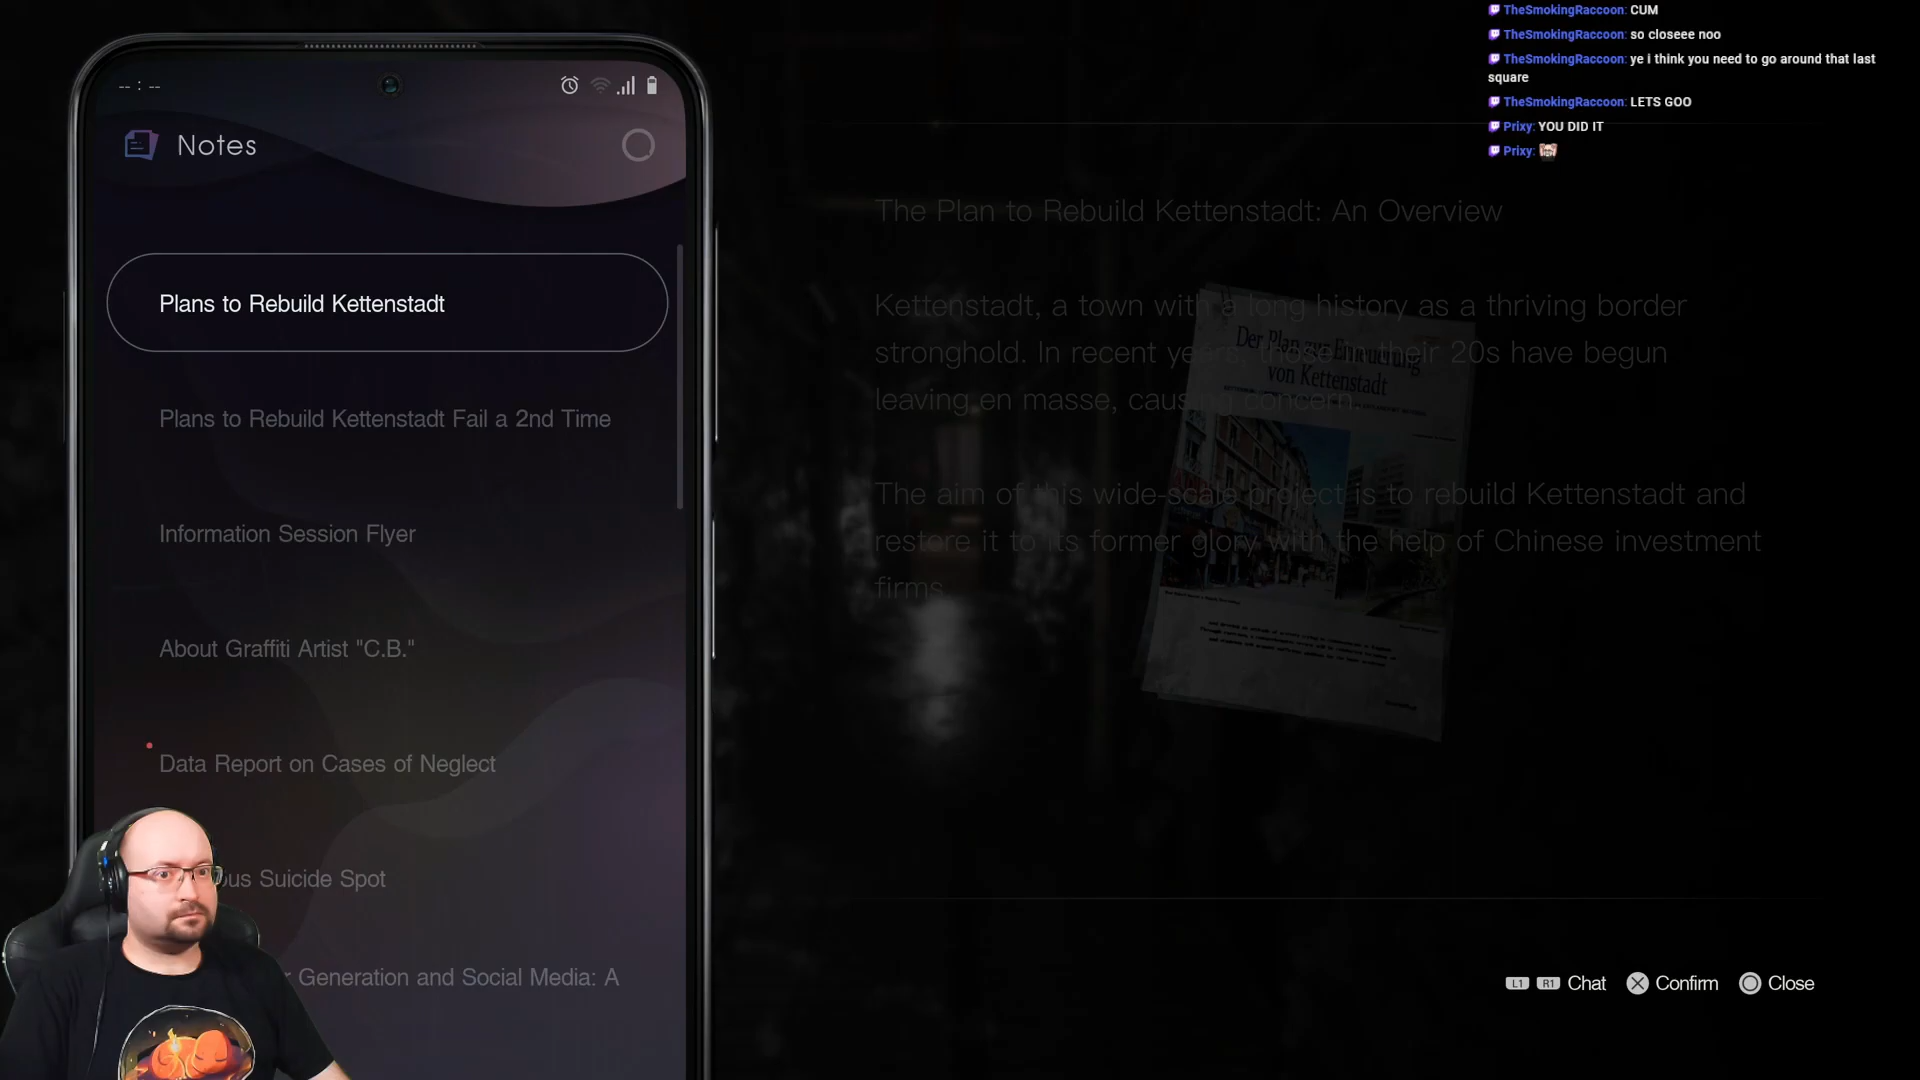 TheSmokingRaccoon: CUM
TheSmokingRaccoon: so closeee noo
TheSmokingRaccoon: ye i think you need to go around that last
square
TheSmokingRaccoon: LETS GOO
Prixy: YOU DID IT
Prixy:
-- : --
Notes
Plans to Rebuild Kettenstadt
Plans to Rebuild Kettenstadt Fail a 2nd Time
Information Session Flyer
About Graffiti Artist "C.B."
Data Report on Cases of Neglect
Suicide Spot
Generation and Social Media: A
The Plan to Rebuild Kettenstadt: An Overview
Kettenstadt, a town with a long history as a thriving border
stronghold. In recent years, those in their 20s have begun
leaving en masse, causing concern.
The aim of this wide-scale project is to rebuild Kettenstadt and
restore it to its former glory with the help of Chinese investment
firms.
Der Plan zur Erneuerung
von Kettenstadt
L1 R1 Chat Confirm Close